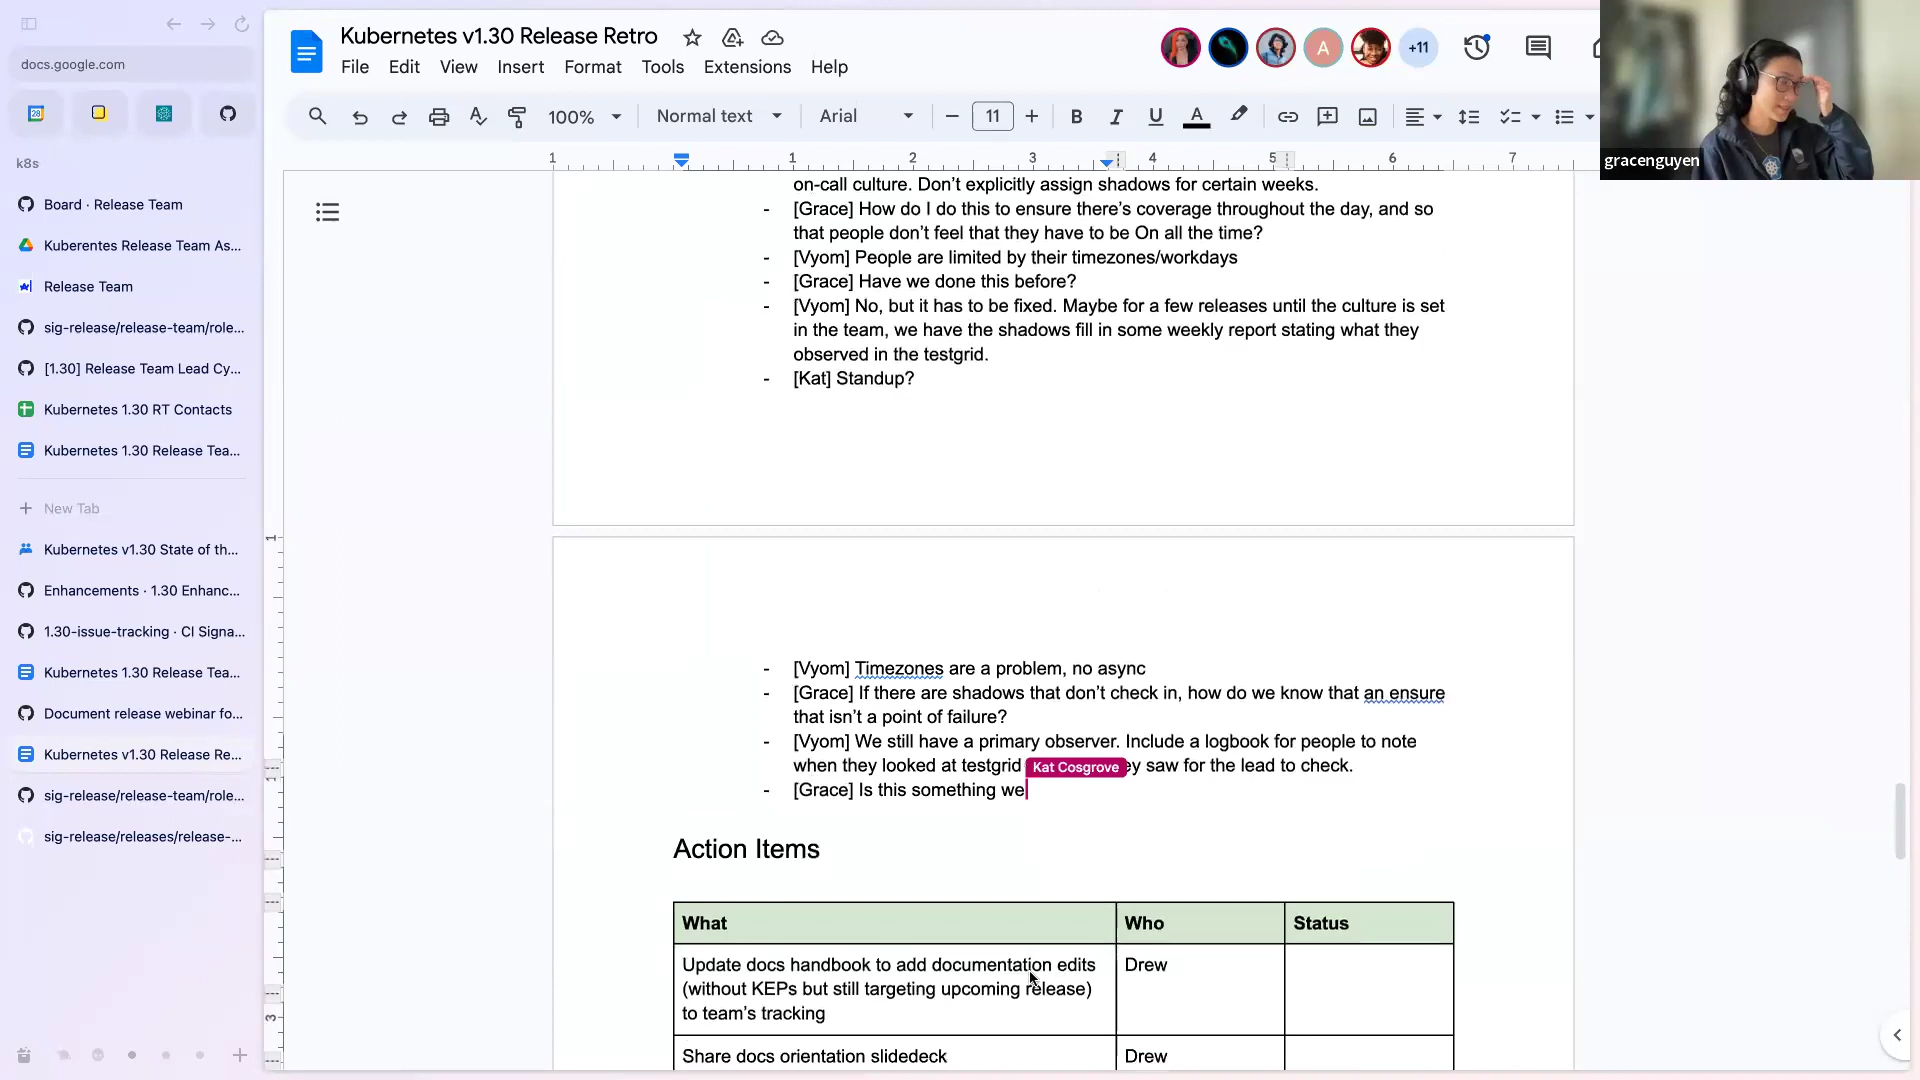 docs.google.com
28
k8s
Board · Release Team
Kuberentes Release Team As...
Release Team
sig-release/release-team/role...
[1.30] Release Team Lead Cy...
Kubernetes 1.30 RT Contacts
Kubernetes 1.30 Release Tea...
New Tab
Kubernetes v1.30 State of th...
Enhancements · 1.30 Enhanc...
1.30-issue-tracking · CI Signa...
Kubernetes 1.30 Release Tea...
Document release webinar fo...
Kubernetes v1.30 Release Re...
sig-release/release-team/role...
sig-release/releases/release-...
Kubernetes v1.30 Release Retro
File Edit View Insert Format Tools Extensions Help
A +11
100% Normal text Arial 11 B I U A
gracenguyen
1 1 2 3 4 5 6 7
on-call culture. Don’t explicitly assign shadows for certain weeks.
- [Grace] How do I do this to ensure there’s coverage throughout the day, and so
that people don’t feel that they have to be On all the time?
- [Vyom] People are limited by their timezones/workdays
- [Grace] Have we done this before?
- [Vyom] No, but it has to be fixed. Maybe for a few releases until the culture is set
in the team, we have the shadows fill in some weekly report stating what they
observed in the testgrid.
- [Kat] Standup?
- [Vyom] Timezones are a problem, no async
- [Grace] If there are shadows that don’t check in, how do we know that an ensure
that isn’t a point of failure?
- [Vyom] We still have a primary observer. Include a logbook for people to note
when they looked at testgrid Kat Cosgrove ey saw for the lead to check.
- [Grace] Is this something we
Action Items
What Who Status
Update docs handbook to add documentation edits Drew
(without KEPs but still targeting upcoming release)
to team’s tracking
Share docs orientation slidedeck Drew